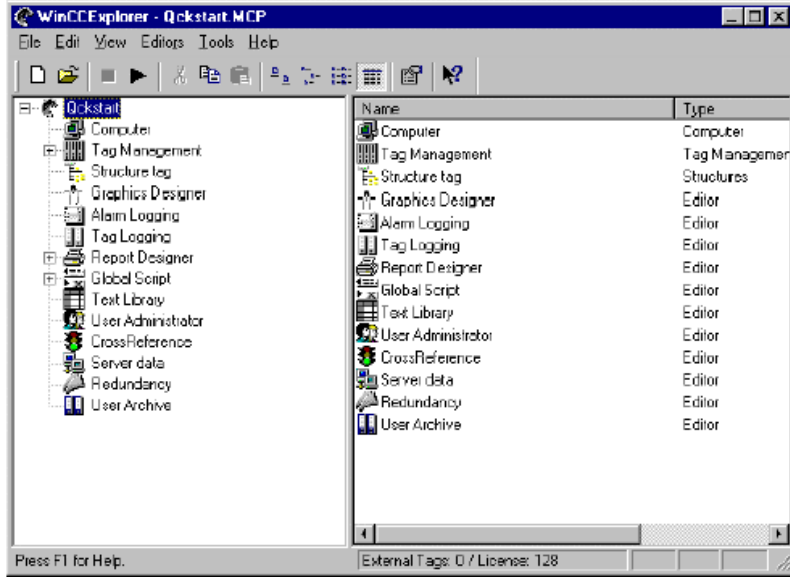 WinCCExplorer - Qckstart.MCP
File Edit View Editors Tools Help
Qckstart
Computer
Tag Management
Structure tag
Graphics Designer
Alarm Logging
Tag Logging
Report Designer
Global Script
Text Library
User Administrator
CrossReference
Server data
Redundancy
User Archive
Name Type
Computer Computer
Tag Management Tag Managemer
Structure tag Structures
Graphics Designer Editor
Alarm Logging Editor
Tag Logging Editor
Report Designer Editor
Global Script Editor
Text Library Editor
User Administrator Editor
CrossReference Editor
Server data Editor
Redundancy Editor
User Archive Editor
Press F1 for Help. External Tags: 0 / License: 128